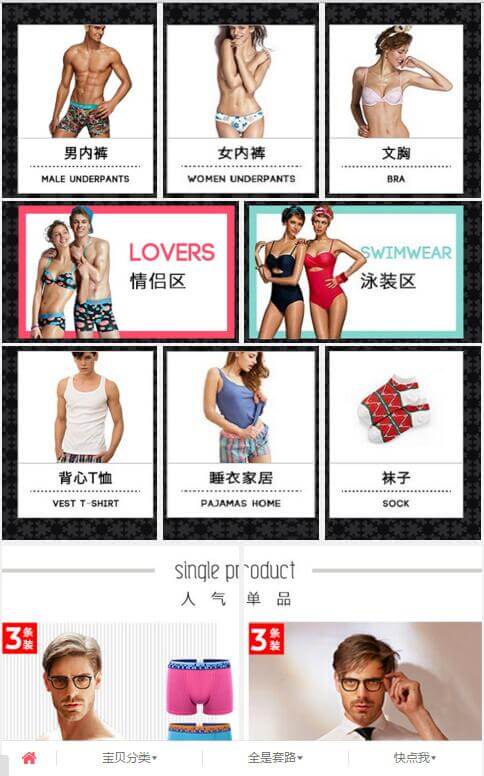 男内裤
MALE UNDERPANTS
女内裤
WOMEN UNDERPANTS
文胸
BRA
LOVERS
情侣区
SWIMWEAR
泳装区
背心T恤
VEST T-SHIRT
睡衣家居
PAJAMAS HOME
袜子
SOCK
single product
人气单品
3条装
3条装
宝贝分类▾
全是套路▾
快点我▾